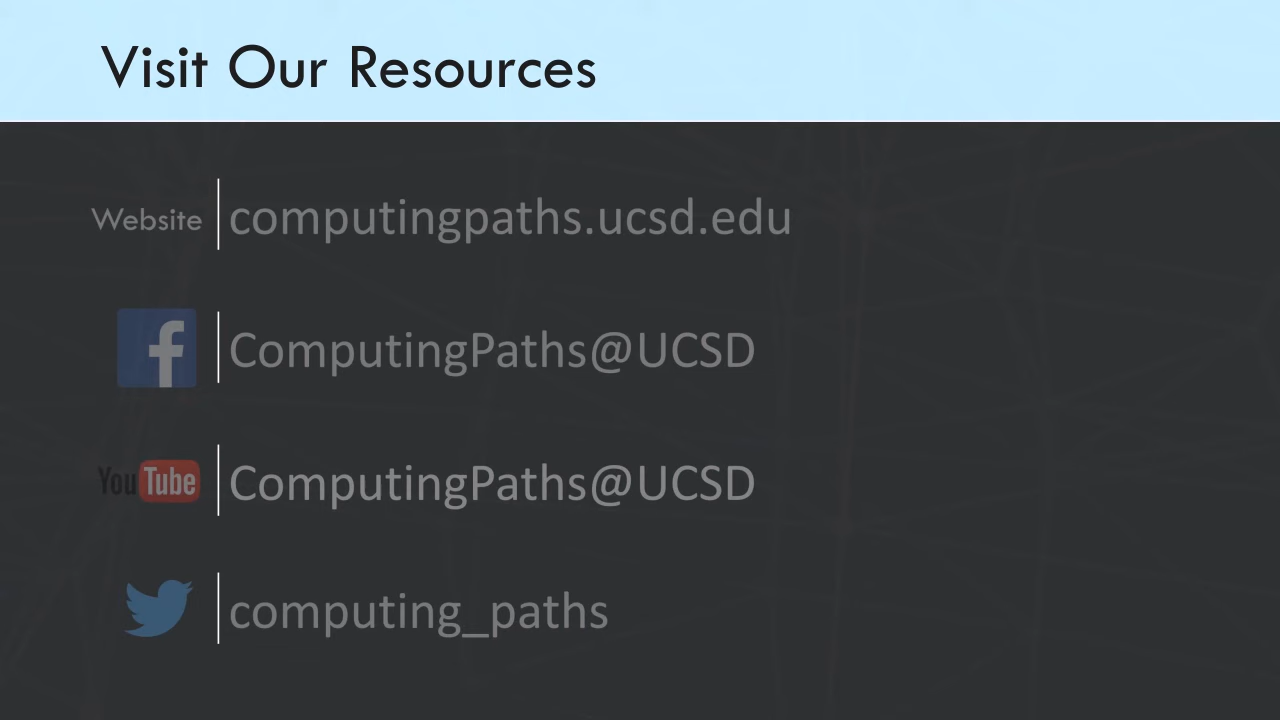 Visit Our Resources
Website computingpaths.ucsd.edu
f ComputingPaths@UCSD
YouTube ComputingPaths@UCSD
computing_paths